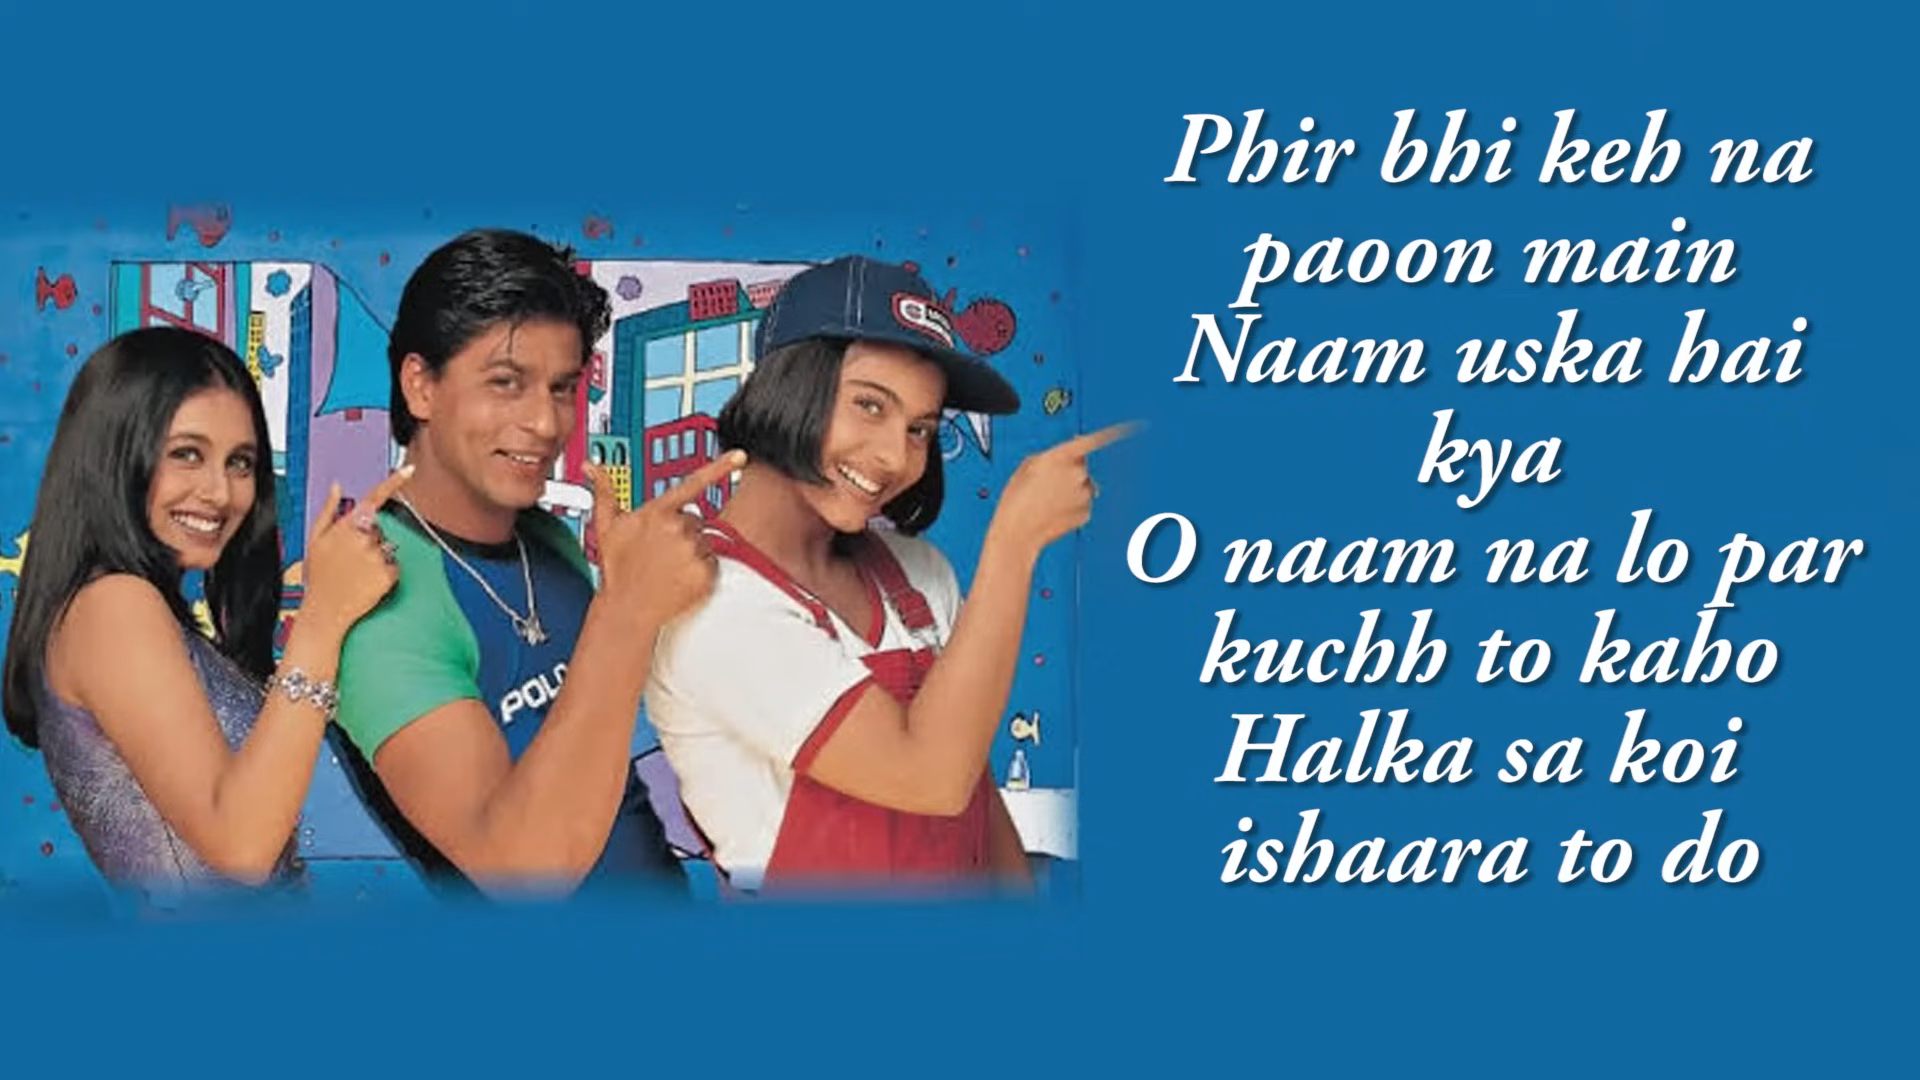 Phir bhi keh na
paoon main
Naam uska hai
kya
O naam na lo par
kuchh to kaho
Halka sa koi
ishaara to do
POLO